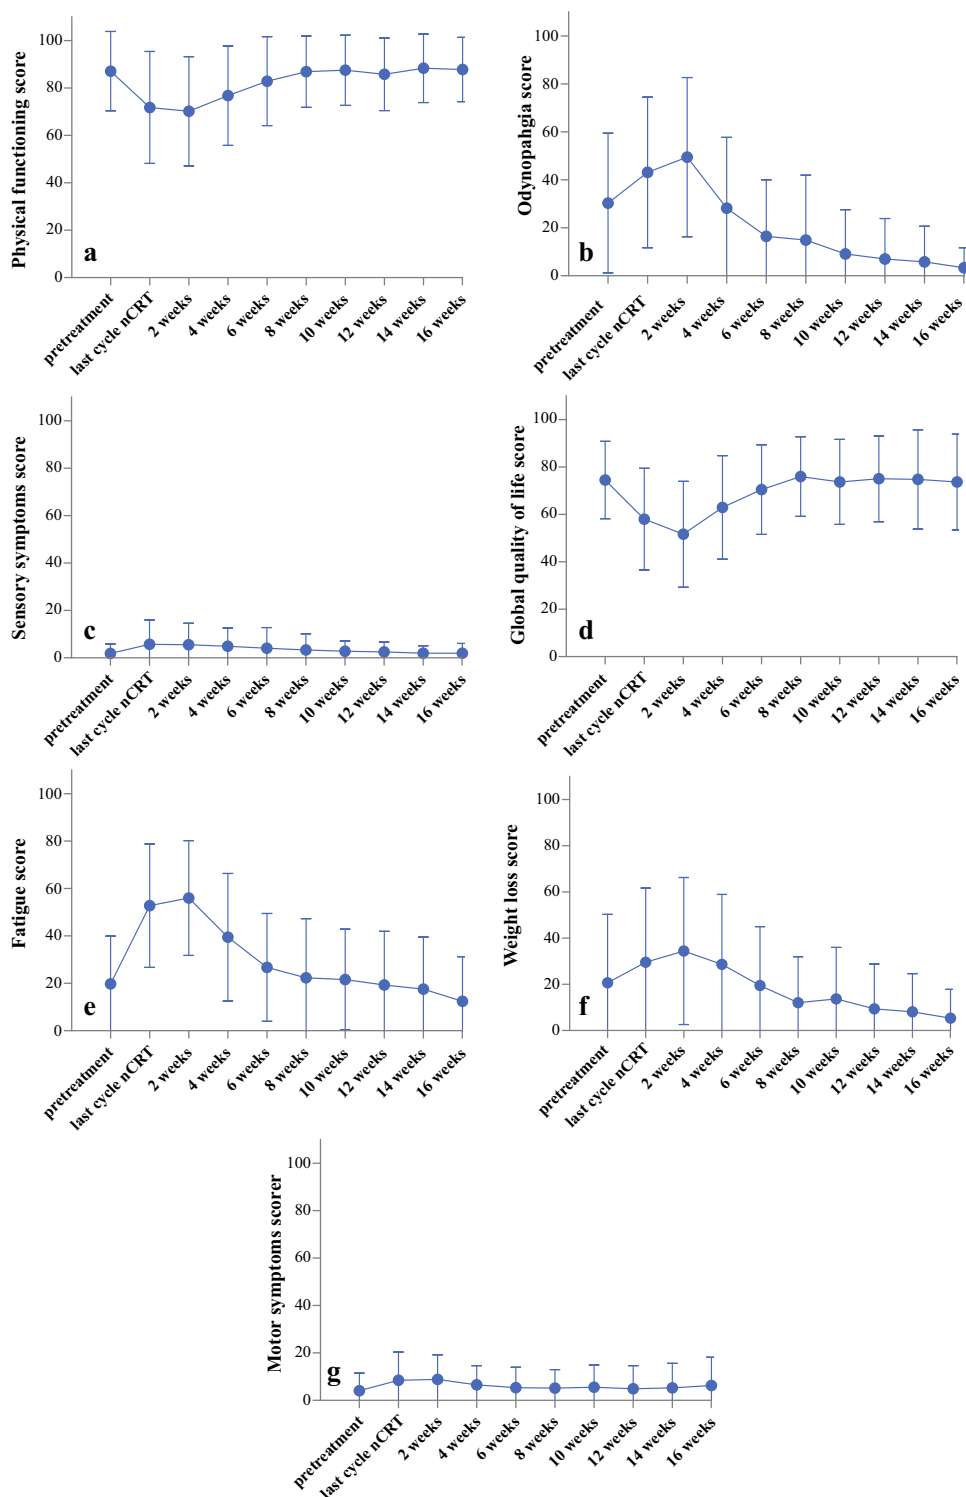 Physical functioning score
100
80
60
40
20
0
a
pretreatment
last cycle nCRT
2 weeks
4 weeks
6 weeks
8 weeks
10 weeks
12 weeks
14 weeks
16 weeks
Odynopahgia score
100
80
60
40
20
0
b
pretreatment
last cycle nCRT
2 weeks
4 weeks
6 weeks
8 weeks
10 weeks
12 weeks
14 weeks
16 weeks
Sensory symptoms score
100
80
60
40
20
0
c
pretreatment
last cycle nCRT
2 weeks
4 weeks
6 weeks
8 weeks
10 weeks
12 weeks
14 weeks
16 weeks
Global quality of life score
100
80
60
40
20
0
d
pretreatment
last cycle nCRT
2 weeks
4 weeks
6 weeks
8 weeks
10 weeks
12 weeks
14 weeks
16 weeks
Fatigue score
100
80
60
40
20
0
e
pretreatment
last cycle nCRT
2 weeks
4 weeks
6 weeks
8 weeks
10 weeks
12 weeks
14 weeks
16 weeks
Weight loss score
100
80
60
40
20
0
f
pretreatment
last cycle nCRT
2 weeks
4 weeks
6 weeks
8 weeks
10 weeks
12 weeks
14 weeks
16 weeks
Motor symptoms scorer
100
80
60
40
20
0
g
pretreatment
last cycle nCRT
2 weeks
4 weeks
6 weeks
8 weeks
10 weeks
12 weeks
14 weeks
16 weeks